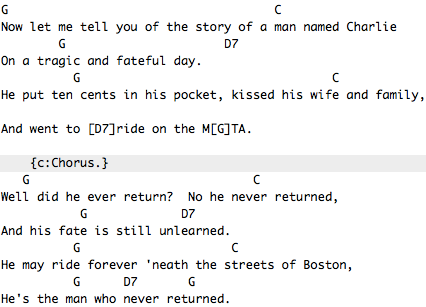 G                                      C
Now let me tell you of the story of a man named Charlie
        G                      D7
On a tragic and fateful day.
          G                                   C
He put ten cents in his pocket, kissed his wife and family,
And went to [D7]ride on the M[G]TA.
    {c:Chorus.}
   G                               C
Well did he ever return?  No he never returned,
           G             D7
And his fate is still unlearned.
          G                     C
He may ride forever 'neath the streets of Boston,
          G      D7       G
He's the man who never returned.